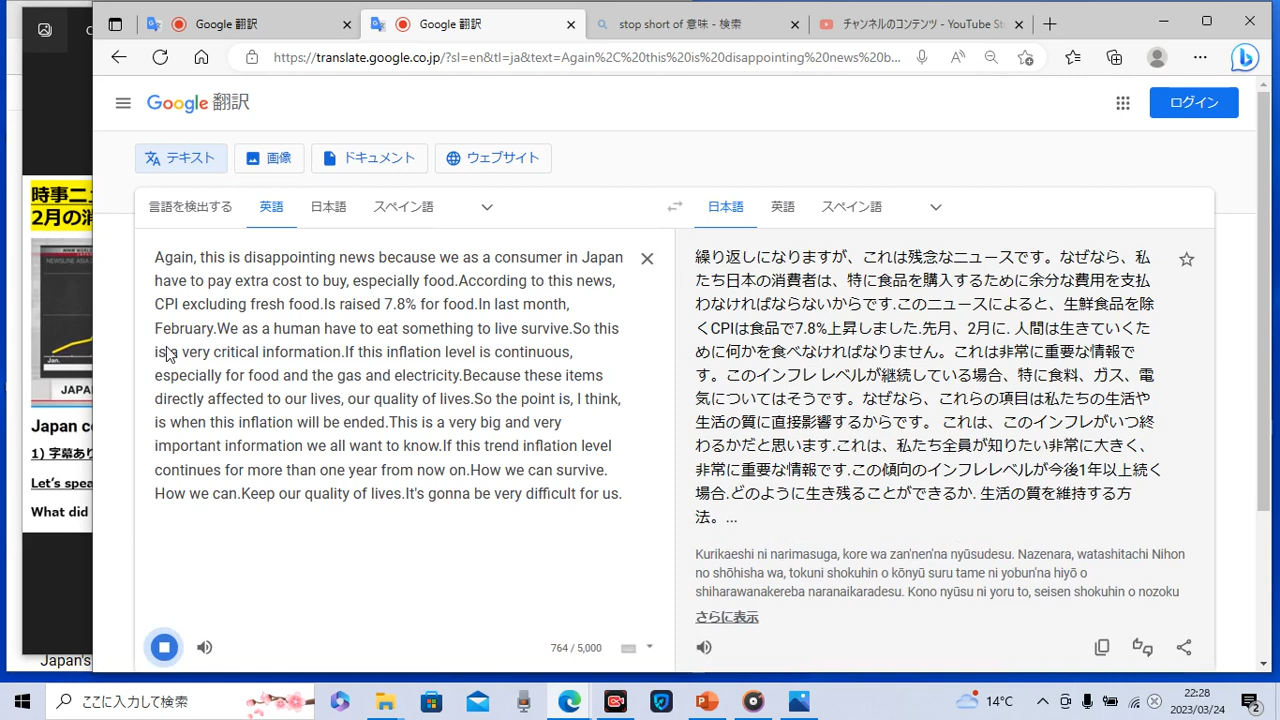 Google 翻訳
Google 翻訳
stop short of 意味 - 検索
チャンネルのコンテンツ - YouTube St
https://translate.google.co.jp/?sl=en&tl=ja&text=Again%2C%20this%20is%20disappointing%20news%20b...
Google 翻訳
ログイン
テキスト
画像
ドキュメント
ウェブサイト
言語を検出する
英語
日本語
スペイン語
日本語
英語
スペイン語
Again, this is disappointing news because we as a consumer in Japan
have to pay extra cost to buy, especially food.According to this news,
CPI excluding fresh food.Is raised 7.8% for food.In last month,
February.We as a human have to eat something to live survive.So this
is a very critical information.If this inflation level is continuous,
especially for food and the gas and electricity.Because these items
directly affected to our lives, our quality of lives.So the point is, I think,
is when this inflation will be ended.This is a very big and very
important information we all want to know.If this trend inflation level
continues for more than one year from now on.How we can survive.
How we can.Keep our quality of lives.It's gonna be very difficult for us.
764 / 5,000
繰り返しになりますが、これは残念なニュースです。なぜなら、私
たち日本の消費者は、特に食品を購入するために余分な費用を支払
わなければならないからです.このニュースによると、生鮮食品を除
くCPIは食品で7.8%上昇しました.先月、2月に. 人間は生きていくた
めに何かを食べなければなりません。これは非常に重要な情報で
す。このインフレ レベルが継続している場合、特に食料、ガス、電
気についてはそうです。なぜなら、これらの項目は私たちの生活や
生活の質に直接影響するからです。 これは、このインフレがいつ終
わるかだと思います.これは、私たち全員が知りたい非常に大きく、
非常に重要な情報です.この傾向のインフレレベルが今後1年以上続く
場合.どのように生き残ることができるか. 生活の質を維持する方
法。...
Kurikaeshi ni narimasuga, kore wa zan'nen'na nyūsudesu. Nazenara, watashitachi Nihon
no shōhisha wa, tokuni shokuhin o kōnyū suru tame ni yobun'na hiyō o
shiharawanakereba naranaikaradesu. Kono nyūsu ni yoru to, seisen shokuhin o nozoku
さらに表示
時事ニュ
2月の消
NEWSLINE ASIA
Jan.
JAPAN
Japan co
1) 字幕あり
Let's spea
What did
Japan's
ここに入力して検索
14°C
22:28
2023/03/24
2